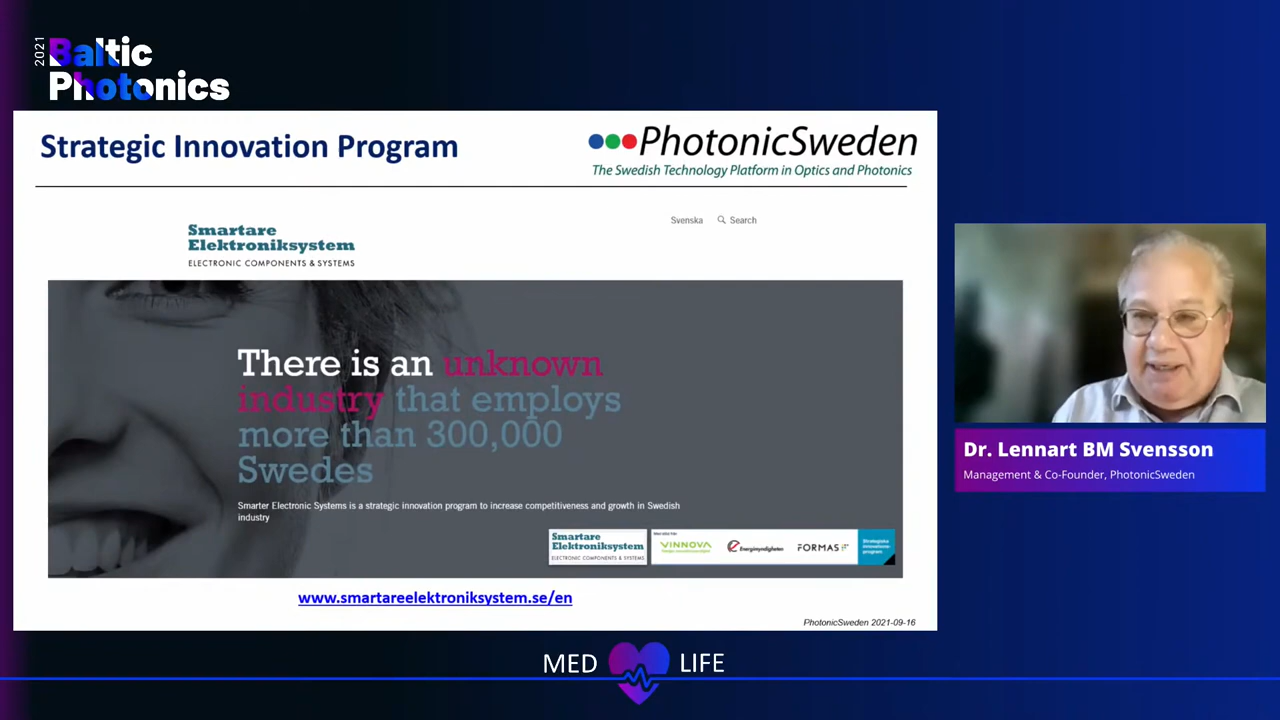 2021
Baltic
Photonics
Strategic Innovation Program
PhotonicSweden
The Swedish Technology Platform in Optics and Photonics
Svenska
Search
Smartare
Elektroniksystem
ELECTRONIC COMPONENTS & SYSTEMS
There is an unknown
industry that employs
more than 300,000
Swedes
Smarter Electronic Systems is a strategic innovation program to increase competitiveness and growth in Swedish
industry
Smartare
Elektroniksystem
ELECTRONIC COMPONENTS & SYSTEMS
VINNOVA
Energimyndigheten
FORMAS
Strategiska
innovations-
program
www.smartareelektroniksystem.se/en
PhotonicSweden 2021-09-16
Dr. Lennart BM Svensson
Management & Co-Founder, PhotonicSweden
MED LIFE